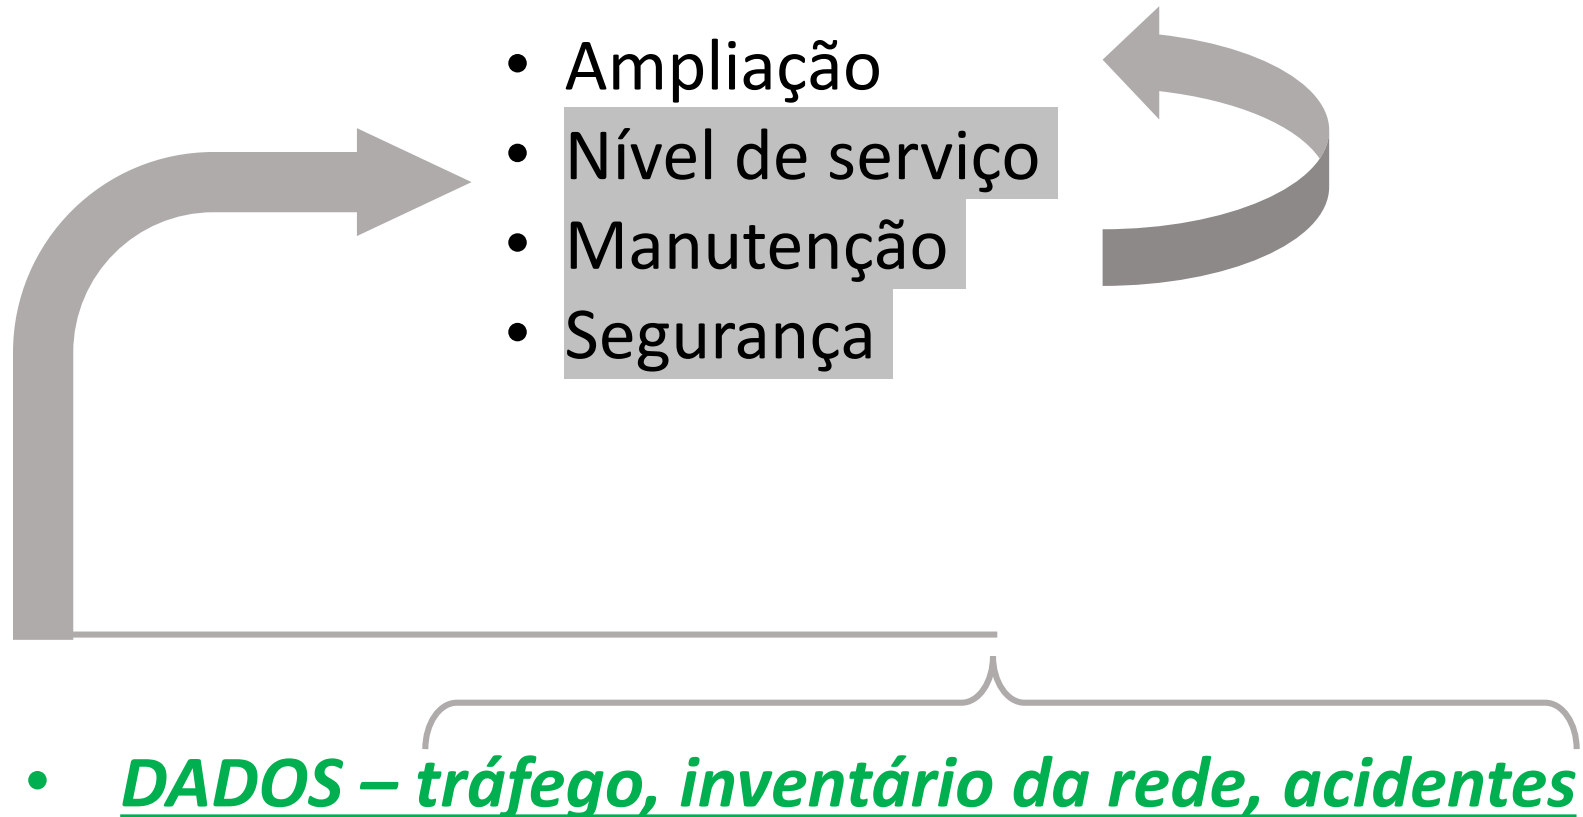 • Ampliação
• Nível de serviço
• Manutenção
• Segurança
• DADOS – tráfego, inventário da rede, acidentes